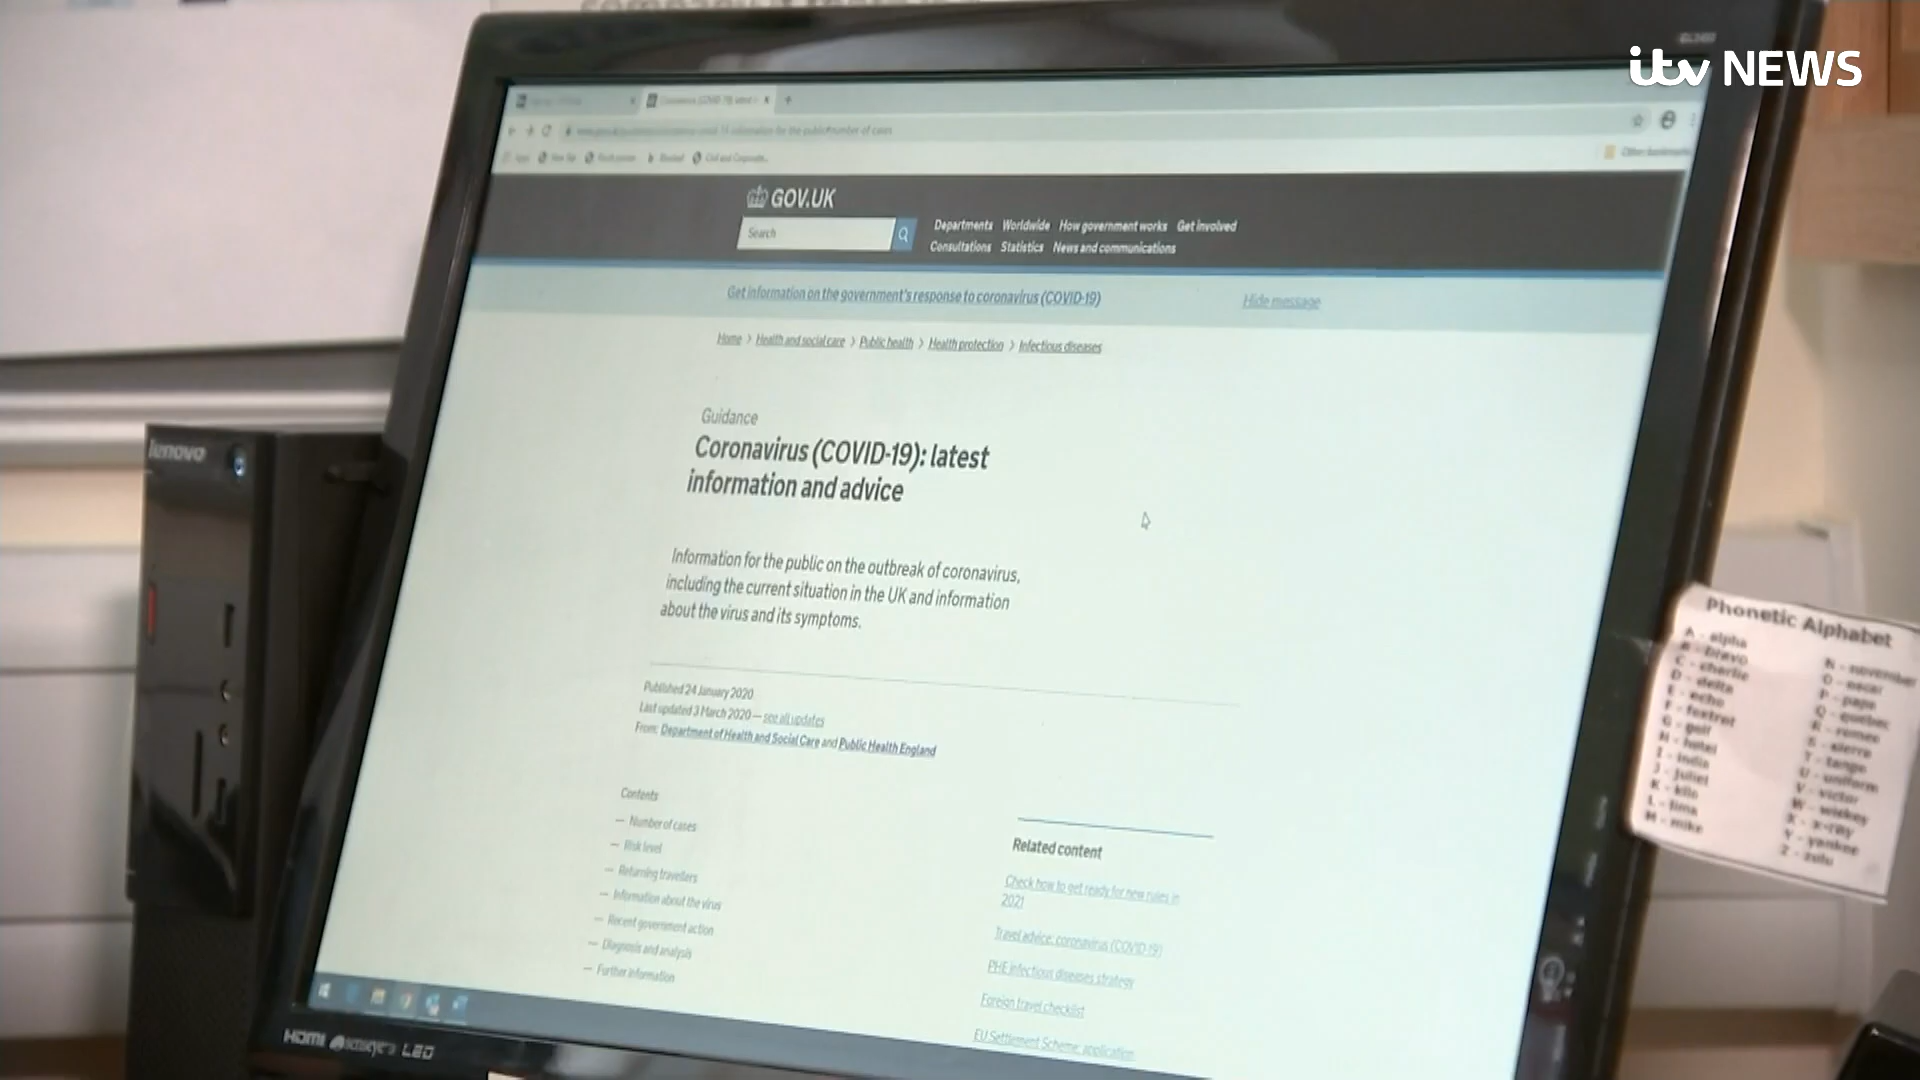 itv NEWS
GOV.UK
Search
Departments Worldwide How government works Get involved
Consultations Statistics News and communications
Get information on the government's response to coronavirus (COVID-19)
Hide message
Home > Health and social care > Public health > Health protection > Infectious diseases
Guidance
Coronavirus (COVID-19): latest
information and advice
Information for the public on the outbreak of coronavirus,
including the current situation in the UK and information
about the virus and its symptoms.
Published 24 January 2020
Last updated 3 March 2020 — see all updates
From: Department of Health and Social Care and Public Health England
Contents
— Number of cases
— Risk level
— Returning travellers
— Information about the virus
— Recent government action
— Diagnosis and analysis
— Further information
Related content
Check how to get ready for new rules in
2021
Travel advice: coronavirus (COVID-19)
PHE infectious diseases strategy
Foreign travel checklist
EU Settlement Scheme: application
lenovo
HDMI
LED
Phonetic Alphabet
A - alpha
B - bravo
C - charlie
D - delta
E - echo
F - foxtrot
G - golf
H - hotel
I - india
J - juliet
K - kilo
L - lima
M - mike
N - november
O - oscar
P - papa
Q - quebec
R - romeo
S - sierra
T - tango
U - uniform
V - victor
W - wiskey
X - x-ray
Y - yankee
Z - zulu